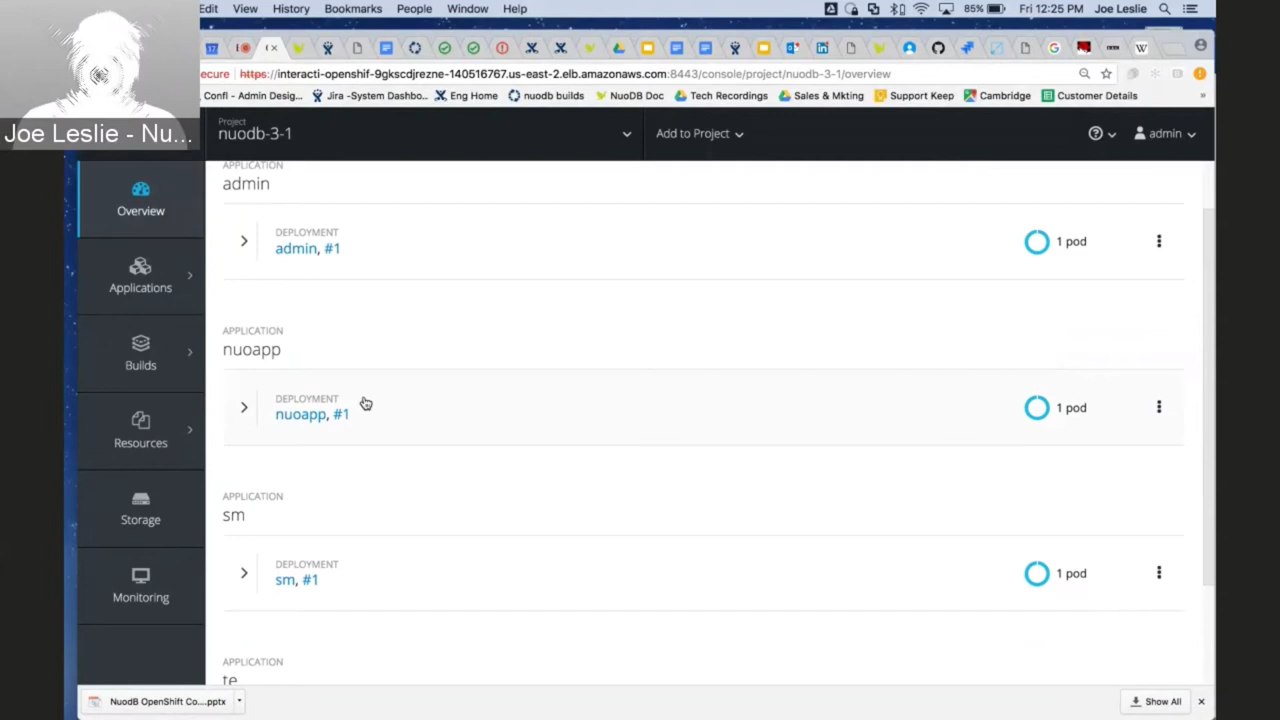 Edit View History Bookmarks People Window Help 85% Fri 12:25 PM Joe Leslie
ecure https://interacti-openshif-9gkscdjrezne-140516767.us-east-2.elb.amazonaws.com:8443/console/project/nuodb-3-1/overview
Confl - Admin Desig... Jira -System Dashbo... Eng Home nuodb builds NuoDB Doc Tech Recordings Sales & Mkting Support Keep Cambridge Customer Details »
Joe Leslie - Nu...
Project
nuodb-3-1
Add to Project
admin
Overview
Applications
Builds
Resources
Storage
Monitoring
APPLICATION
admin
DEPLOYMENT
admin, #1
1 pod
APPLICATION
nuoapp
DEPLOYMENT
nuoapp, #1
1 pod
APPLICATION
sm
DEPLOYMENT
sm, #1
1 pod
APPLICATION
te
NuodB OpenShift Co....pptx
Show All